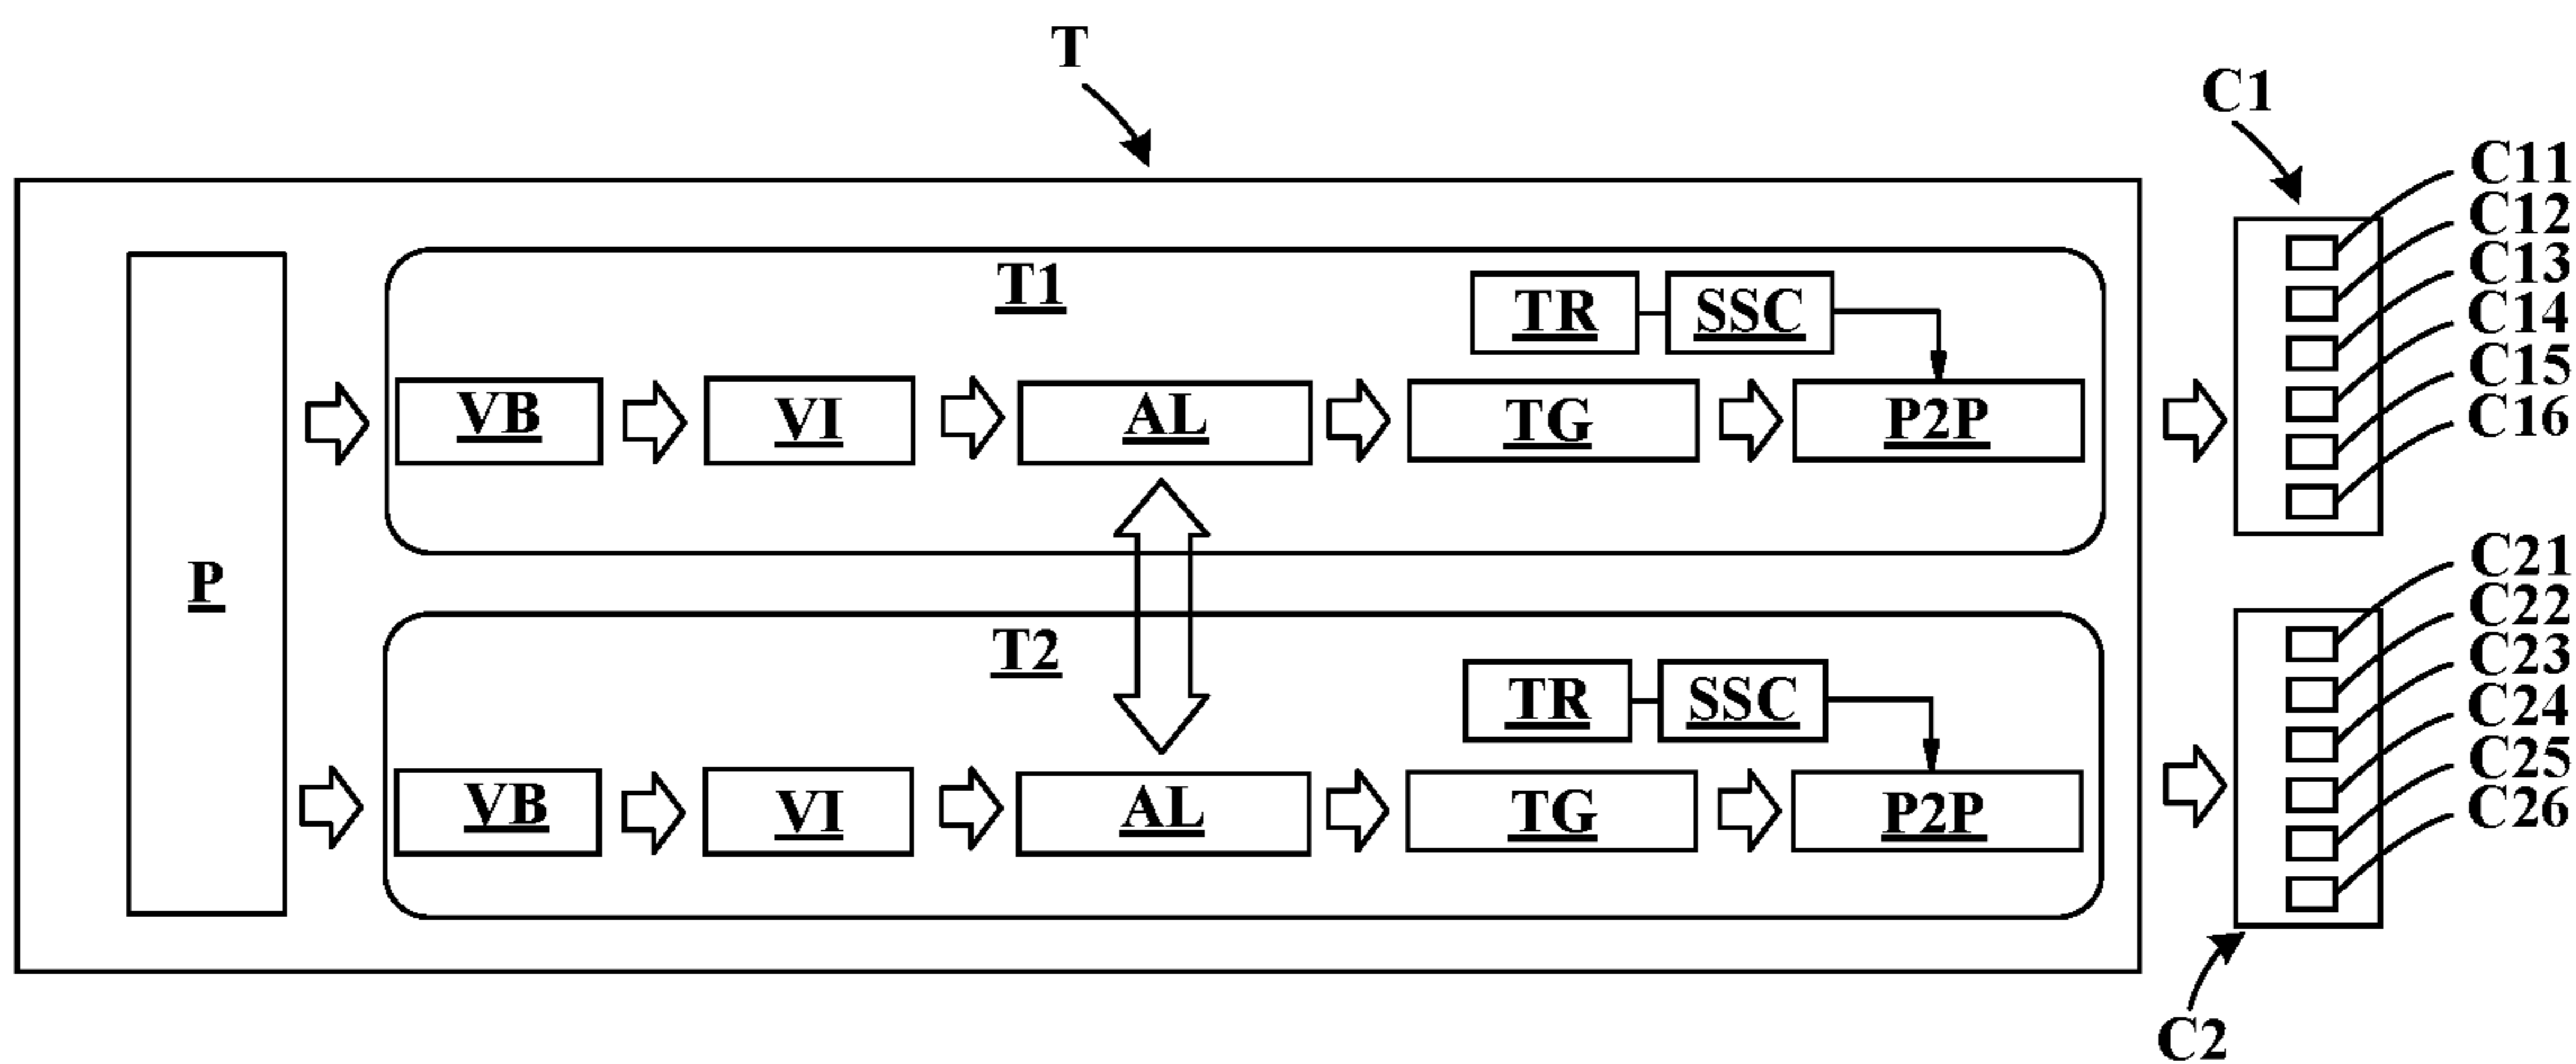 T
C1
C11
C12
C13
C14
C15
C16
T1
TR SSC
VB VI AL TG P2P
P
T2
TR SSC
VB VI AL TG P2P
C21
C22
C23
C24
C25
C26
C2